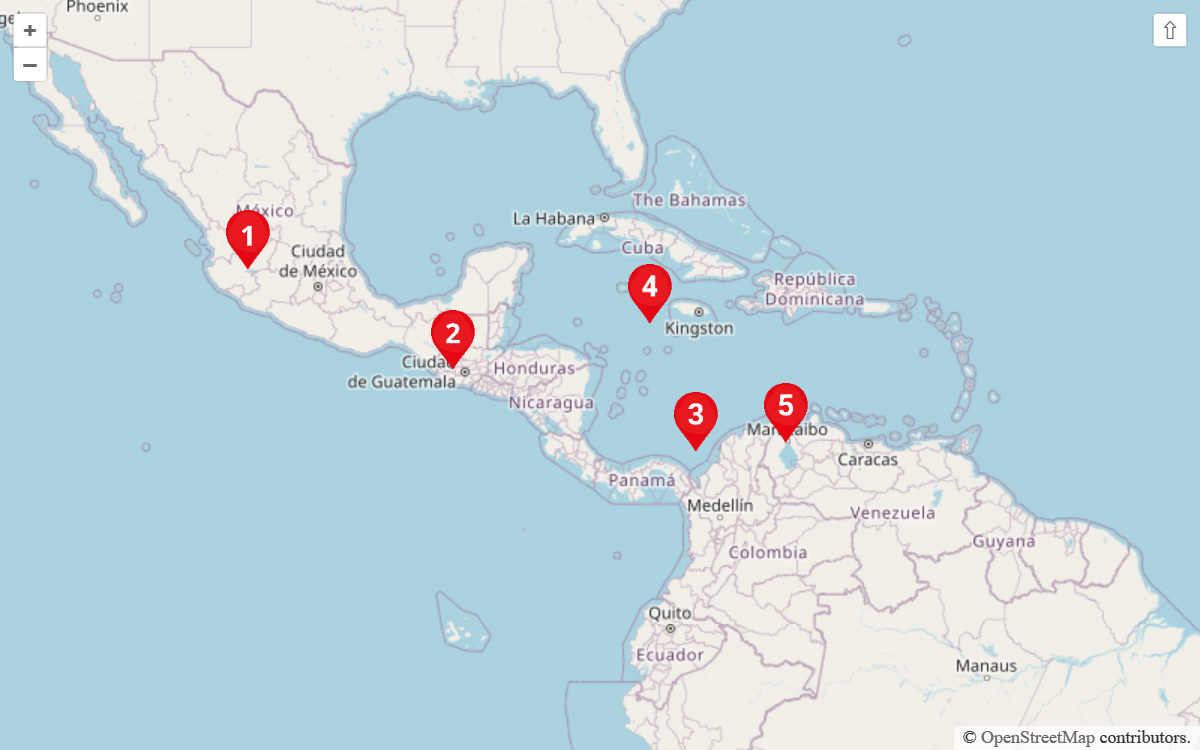 Phoenix
+
−
⇧
México
1
Ciudad
de México
La Habana
The Bahamas
Cuba
4
República
Dominicana
Kingston
2
Ciudad
de Guatemala
Honduras
Nicaragua
3
5
Maracaibo
Caracas
Panamá
Medellín
Venezuela
Guyana
Colombia
Quito
Ecuador
Manaus
© OpenStreetMap contributors.